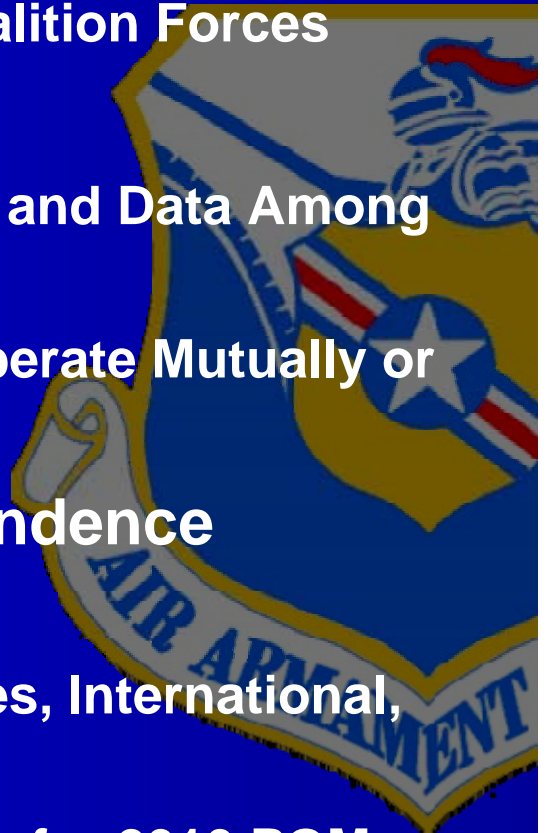 alition Forces
and Data Among
perate Mutually or
ndence
es, International,
AIR ARMAMENT